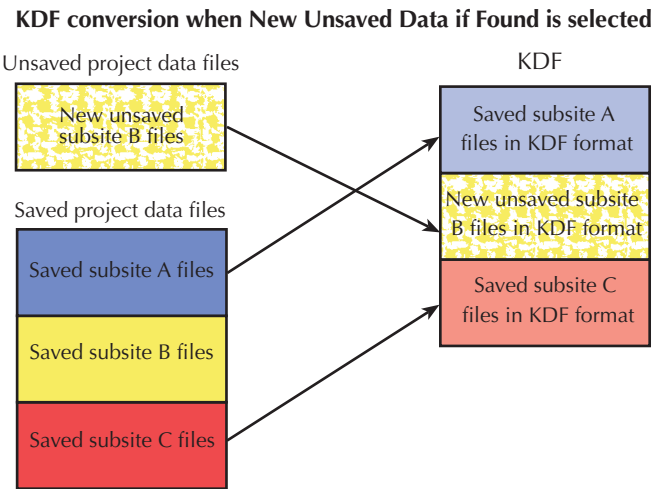 KDF conversion when New Unsaved Data if Found is selected
Unsaved project data files
New unsaved
subsite B files
Saved project data files
Saved subsite A files
Saved subsite B files
Saved subsite C files
KDF
Saved subsite A
files in KDF format
New unsaved subsite
B files in KDF format
Saved subsite C
files in KDF format